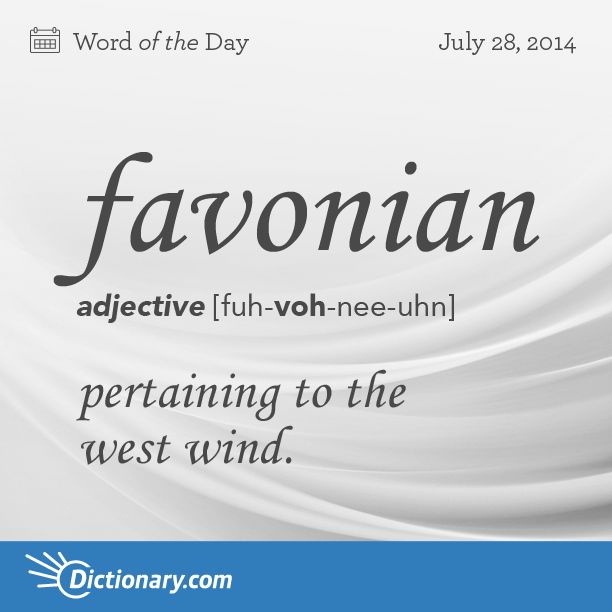 Word of the Day
July 28, 2014
favonian
adjective [fuh-voh-nee-uhn]
pertaining to the
west wind.
Dictionary.com